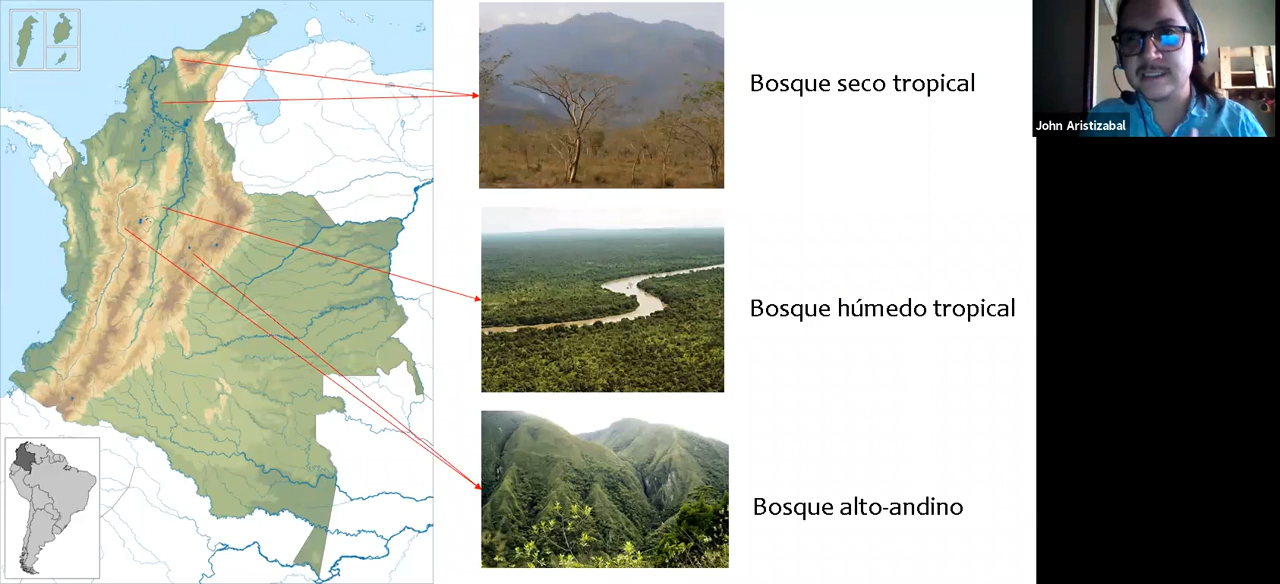 Bosque seco tropical
John Aristizabal
Bosque húmedo tropical
Bosque alto-andino